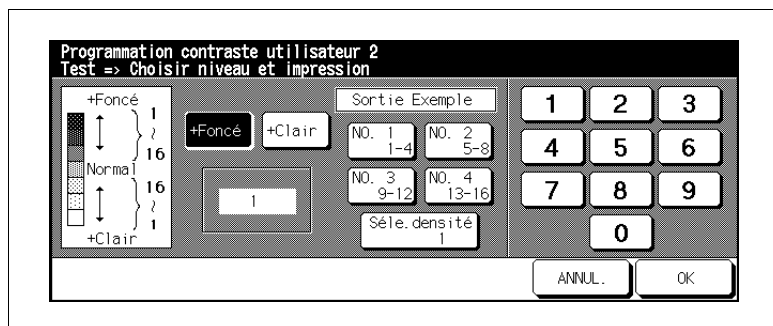 Programmation contraste utilisateur 2
Test => Choisir niveau et impression
+Foncé
1
~
16
Normal
16
~
1
+Clair
+Foncé
+Clair
1
Sortie Exemple
NO. 1
1-4
NO. 2
5-8
NO. 3
9-12
NO. 4
13-16
Séle.densité
1
1 2 3
4 5 6
7 8 9
0
ANNUL. OK